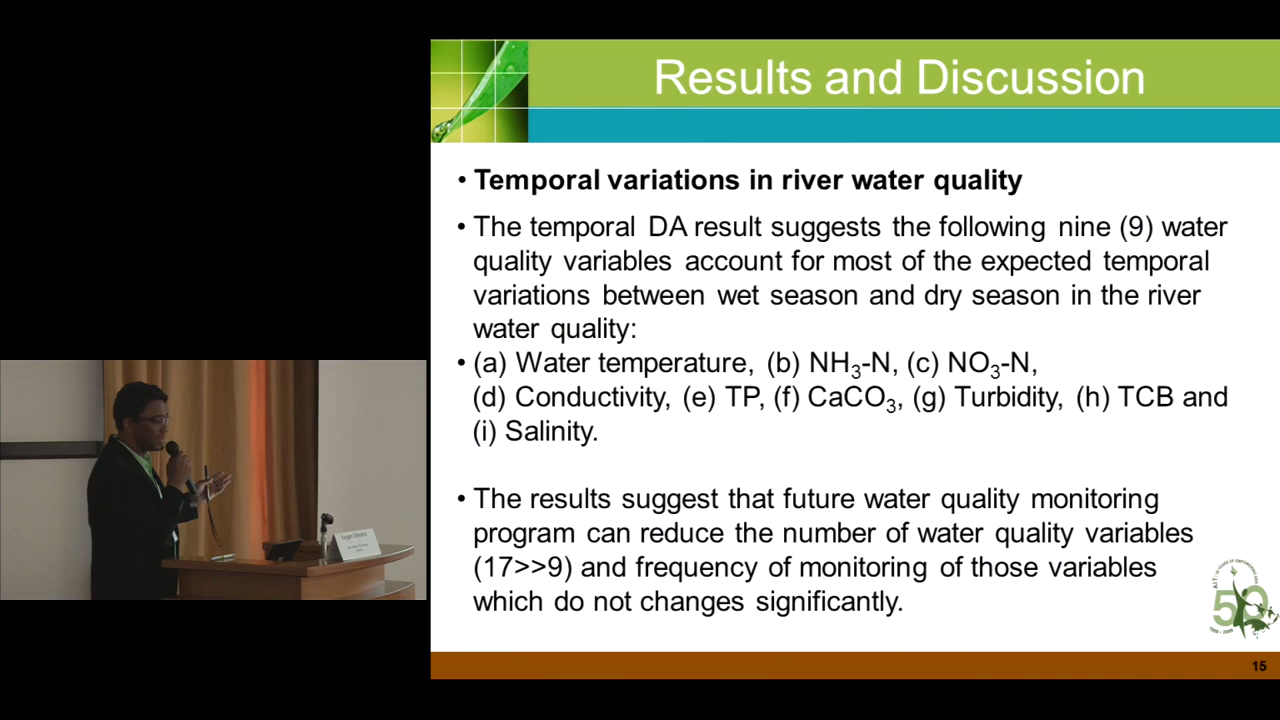 Results and Discussion
• Temporal variations in river water quality
• The temporal DA result suggests the following nine (9) water
quality variables account for most of the expected temporal
variations between wet season and dry season in the river
water quality:
• (a) Water temperature, (b) NH₃-N, (c) NO₃-N,
(d) Conductivity, (e) TP, (f) CaCO₃, (g) Turbidity, (h) TCB and
(i) Salinity.
• The results suggest that future water quality monitoring
program can reduce the number of water quality variables
(17>>9) and frequency of monitoring of those variables
which do not changes significantly.
50
15